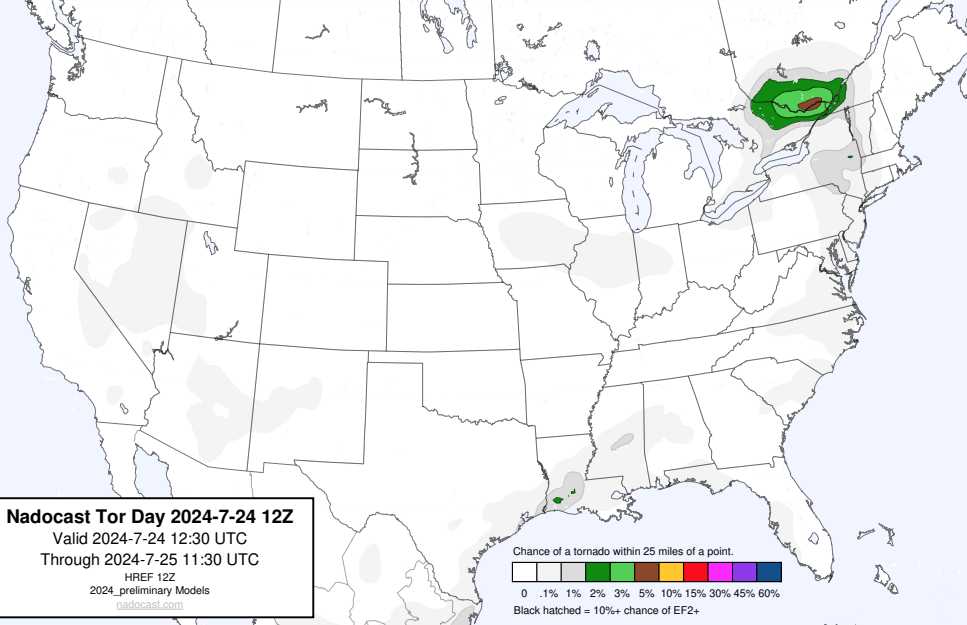 Nadocast Tor Day 2024-7-24 12Z
Valid 2024-7-24 12:30 UTC
Through 2024-7-25 11:30 UTC
HREF 12Z
2024_preliminary Models
nadocast.com
Chance of a tornado within 25 miles of a point.
0 .1% 1% 2% 3% 5% 10% 15% 30% 45% 60%
Black hatched = 10%+ chance of EF2+